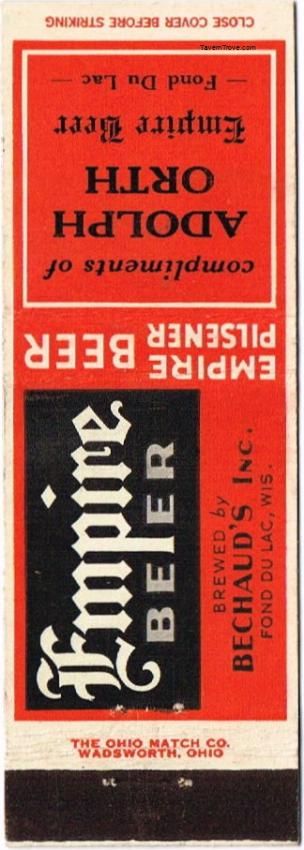 CLOSE COVER BEFORE STRIKING
TavernTrove.com
compliments of
ADOLPH
ORTH
Empire Beer
— Fond Du Lac —
EMPIRE
PILSENER
BEER
Empire
BEER
BREWED by
BECHAUD'S INC.
FOND DU LAC, WIS.
THE OHIO MATCH CO.
WADSWORTH, OHIO